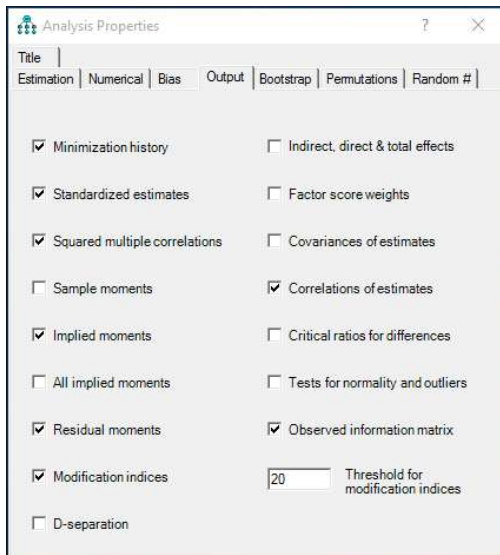 Analysis Properties
?
Title
Estimation Numerical Bias Output Bootstrap Permutations Random #
Minimization history
Standardized estimates
Squared multiple correlations
Sample moments
Implied moments
All implied moments
Residual moments
Modification indices
D-separation
Indirect, direct & total effects
Factor score weights
Covariances of estimates
Correlations of estimates
Critical ratios for differences
Tests for normality and outliers
Observed information matrix
20 Threshold for
modification indices